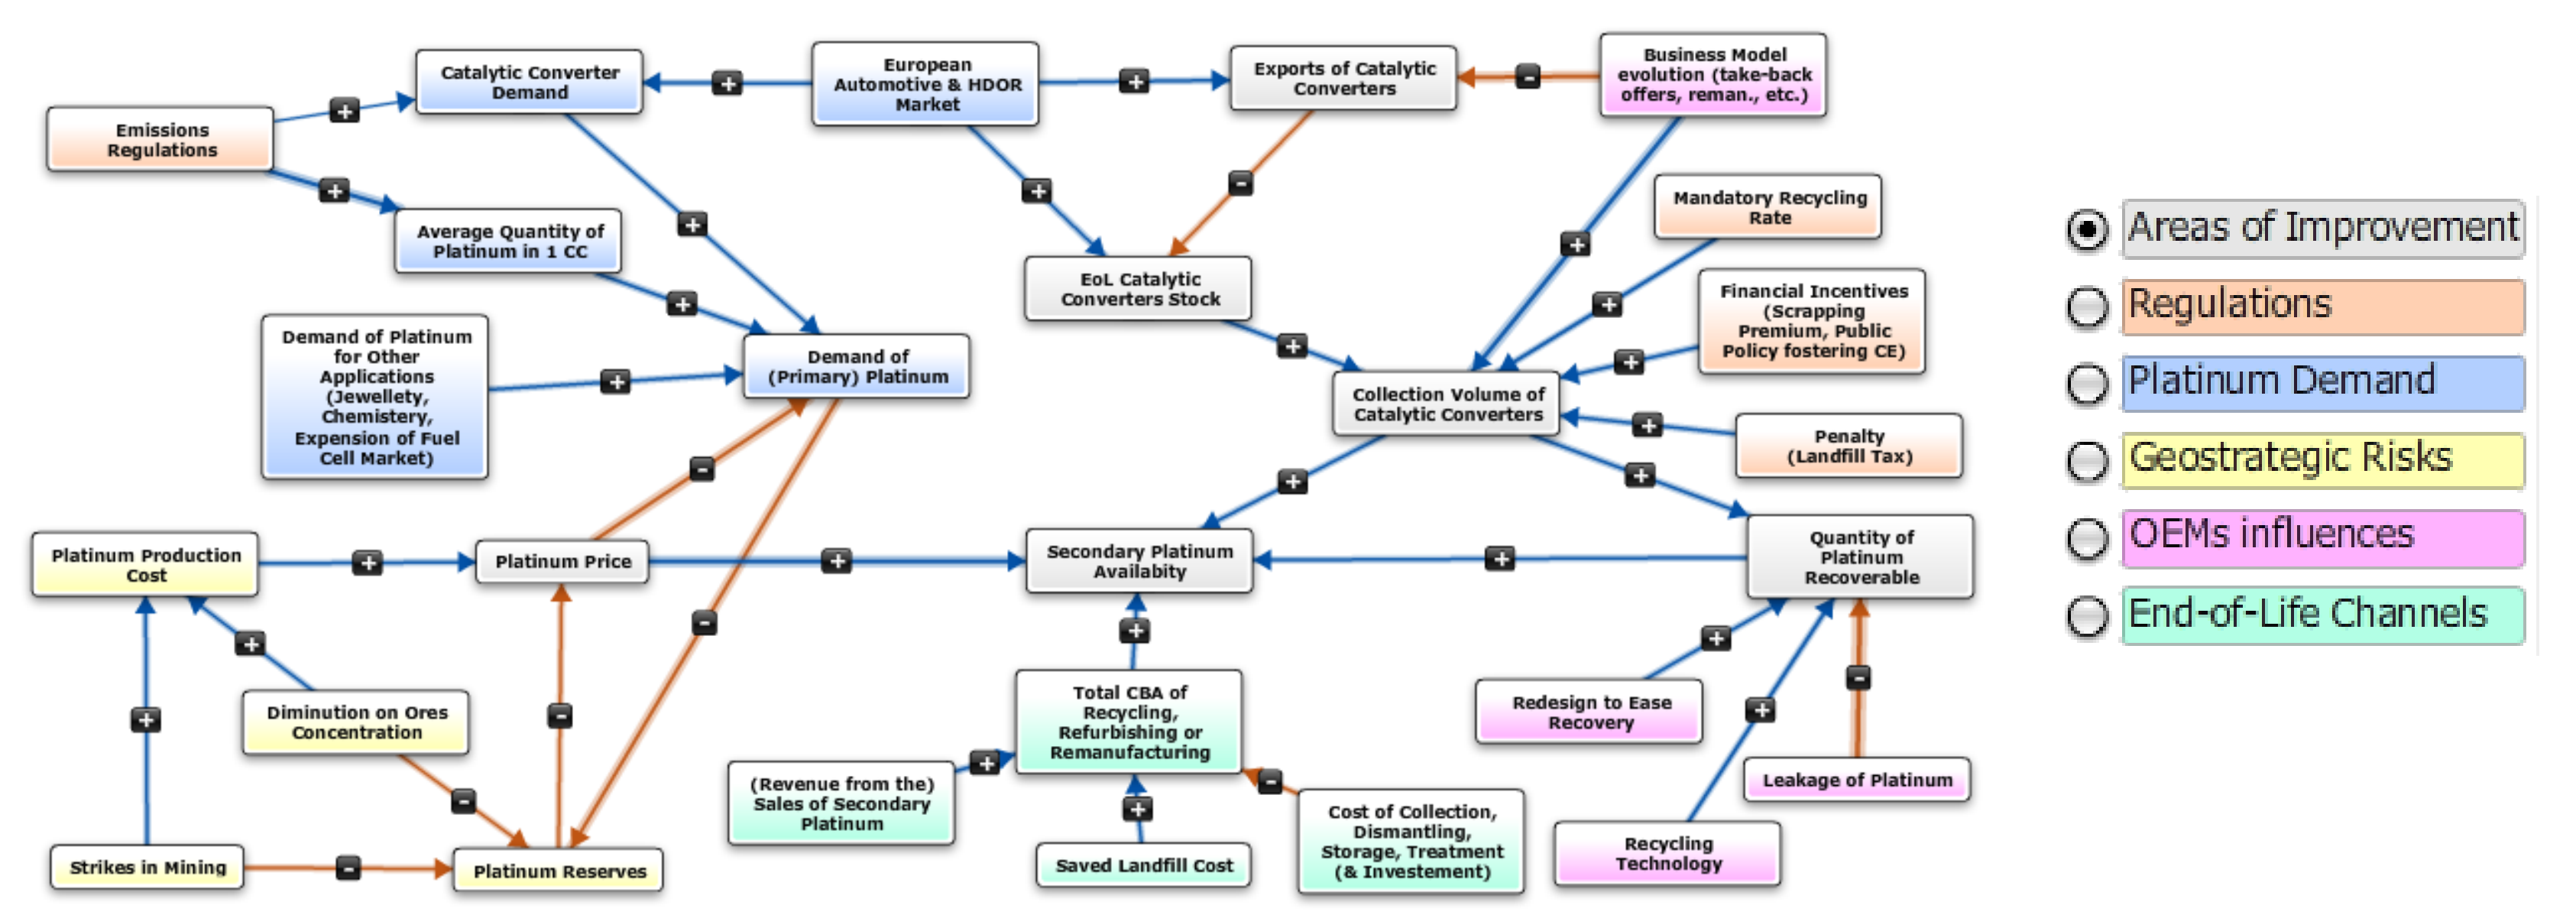 Catalytic Converter
Demand
European
Automotive & HDOR
Market
Exports of Catalytic
Converters
Business Model
evolution (take-back
offers, reman., etc.)
Emissions
Regulations
Average Quantity of
Platinum in 1 CC
Mandatory Recycling
Rate
EoL Catalytic
Converters Stock
Financial Incentives
(Scrapping
Premium, Public
Policy fostering CE)
Demand of Platinum
for Other
Applications
(Jewellety,
Chemistery,
Expension of Fuel
Cell Market)
Demand of
(Primary) Platinum
Collection Volume of
Catalytic Converters
Penalty
(Landfill Tax)
Platinum Production
Cost
Platinum Price
Secondary Platinum
Availabity
Quantity of
Platinum
Recoverable
Diminution on Ores
Concentration
Total CBA of
Recycling,
Refurbishing or
Remanufacturing
Redesign to Ease
Recovery
Leakage of Platinum
(Revenue from the)
Sales of Secondary
Platinum
Saved Landfill Cost
Cost of Collection,
Dismantling,
Storage, Treatment
(& Investement)
Recycling
Technology
Strikes in Mining
Platinum Reserves
Areas of Improvement
Regulations
Platinum Demand
Geostrategic Risks
OEMs influences
End-of-Life Channels